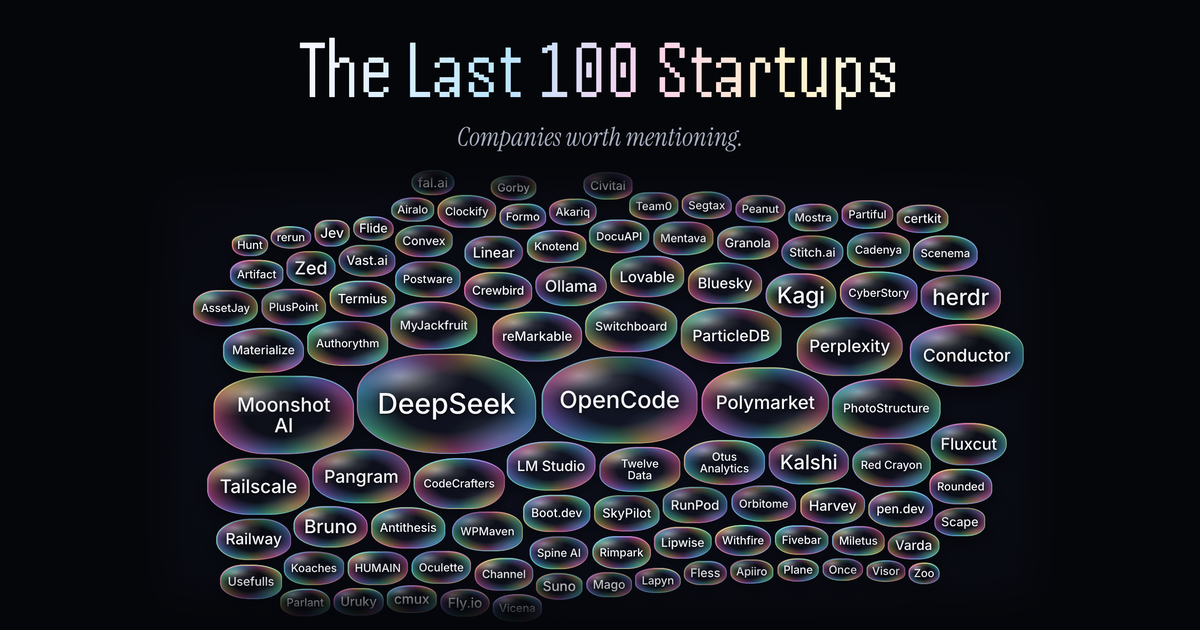 The Last 100 Startups
Companies worth mentioning.
fal.ai
Gorby
Civitai
Airalo
Clockify
Formo
Akariq
Team0
Segtax
Peanut
Mostra
Partiful
certkit
Hunt
rerun
Jev
Flide
Convex
Linear
Knotend
DocuAPI
Mentava
Granola
Stitch.ai
Cadenya
Scenema
Artifact
Zed
Vast.ai
Postware
Crewbird
Ollama
Lovable
Bluesky
Kagi
CyberStory
herdr
AssetJay
PlusPoint
Termius
MyJackfruit
reMarkable
Switchboard
ParticleDB
Perplexity
Conductor
Materialize
Authorythm
Moonshot
AI
DeepSeek
OpenCode
Polymarket
PhotoStructure
Fluxcut
Tailscale
Pangram
CodeCrafters
LM Studio
Twelve
Data
Otus
Analytics
Kalshi
Red Crayon
Rounded
Railway
Bruno
Antithesis
WPMaven
Boot.dev
SkyPilot
RunPod
Orbitome
Harvey
pen.dev
Scape
Usefulls
Koaches
HUMAIN
Oculette
Channel
Spine AI
Rimpark
Lipwise
Withfire
Fivebar
Miletus
Varda
Parlant
Uruky
cmux
Fly.io
Vicena
Suno
Mago
Lapyn
Fless
Apiiro
Plane
Once
Visor
Zoo